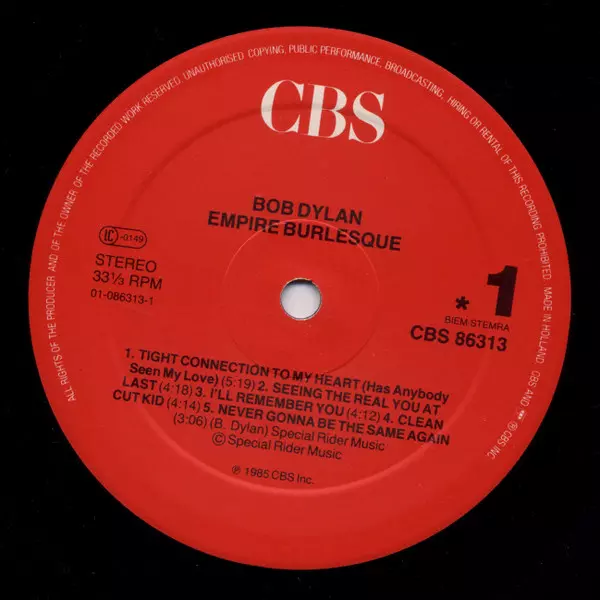 ALL RIGHTS OF THE PRODUCER AND OF THE OWNER OF THE RECORDED WORK RESERVED. UNAUTHORISED COPYING, PUBLIC PERFORMANCE, BROADCASTING, HIRING OR RENTAL OF THIS RECORDING PROHIBITED. MADE IN HOLLAND. CBS AND ® CBS INC
CBS
BOB DYLAN
EMPIRE BURLESQUE
LC -0149
STEREO
33⅓ RPM
01-086313-1
* 1
BIEM/STEMRA
CBS 86313
1. TIGHT CONNECTION TO MY HEART (Has Anybody
Seen My Love) (5:19) 2. SEEING THE REAL YOU AT
LAST (4:18) 3. I'LL REMEMBER YOU (4:12) 4. CLEAN
CUT KID (4:14) 5. NEVER GONNA BE THE SAME AGAIN
(3:06) (B. Dylan) Special Rider Music
© Special Rider Music
℗ 1985 CBS Inc.